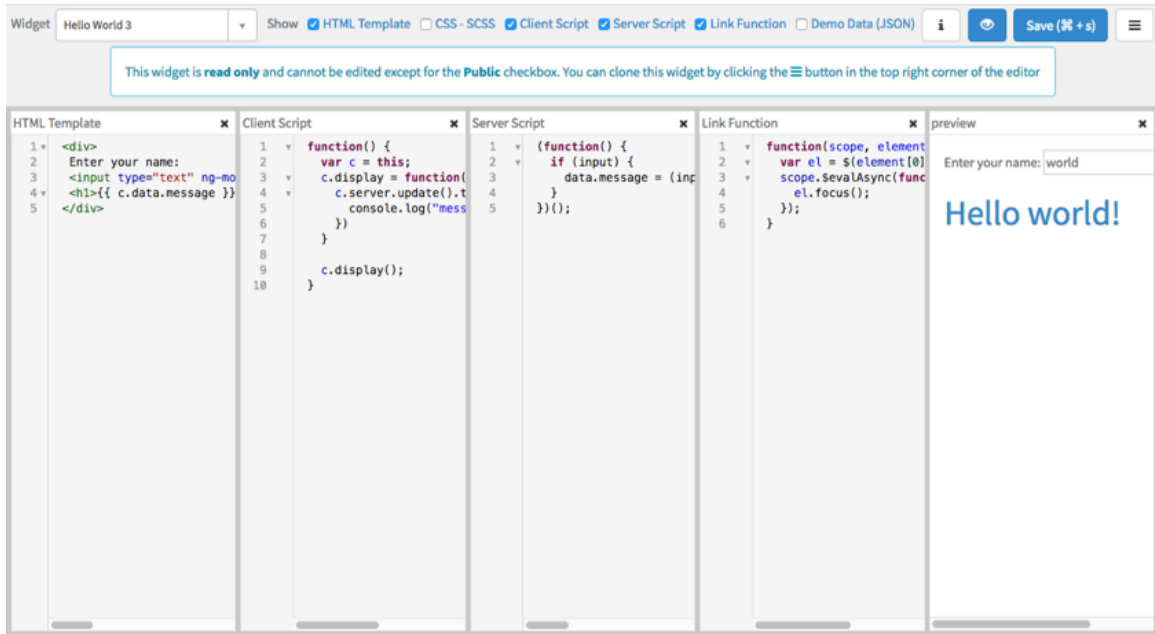 Widget Hello World 3 Show HTML Template CSS - SCSS Client Script Server Script Link Function Demo Data (JSON) i Save (⌘ + s)
This widget is read only and cannot be edited except for the Public checkbox. You can clone this widget by clicking the ☰ button in the top right corner of the editor
HTML Template
1 <div>
2 Enter your name:
3 <input type="text" ng-mo
4 <h1>{{ c.data.message }}
5 </div>
Client Script
1 function() {
2 var c = this;
3 c.display = function(
4 c.server.update().t
5 console.log("mess
6 })
7 }
8
9 c.display();
10 }
Server Script
1 (function() {
2 if (input) {
3 data.message = (inp
4 }
5 })();
Link Function
1 function(scope, element
2 var el = $(element[0]
3 scope.$evalAsync(func
4 el.focus();
5 });
6 }
preview
Enter your name: world
Hello world!